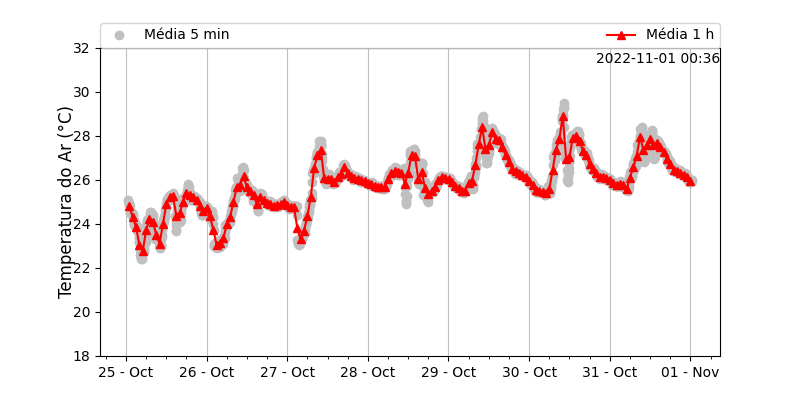 Média 5 min
Média 1 h
2022-11-01 00:36
Temperatura do Ar (°C)
32
30
28
26
24
22
20
18
25 - Oct
26 - Oct
27 - Oct
28 - Oct
29 - Oct
30 - Oct
31 - Oct
01 - Nov